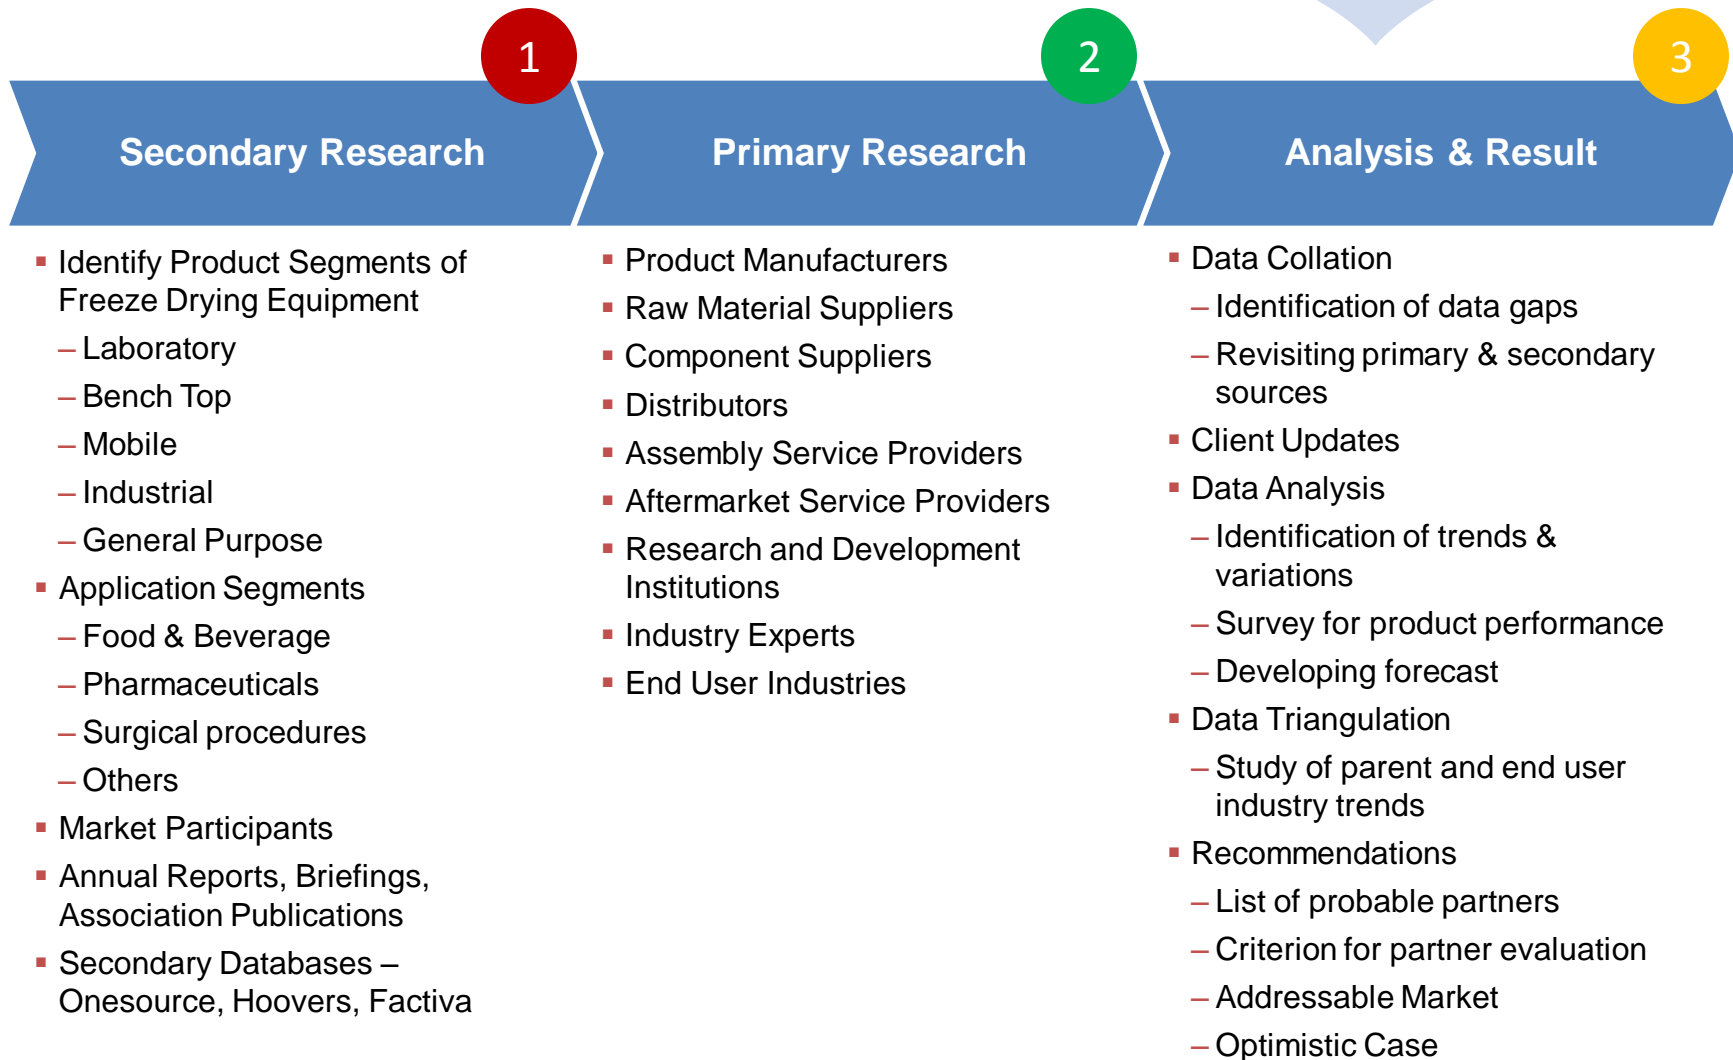 1
2
3
Secondary Research
Primary Research
Analysis & Result
▪ Identify Product Segments of
Freeze Drying Equipment
– Laboratory
– Bench Top
– Mobile
– Industrial
– General Purpose
▪ Application Segments
– Food & Beverage
– Pharmaceuticals
– Surgical procedures
– Others
▪ Market Participants
▪ Annual Reports, Briefings,
Association Publications
▪ Secondary Databases –
Onesource, Hoovers, Factiva
▪ Product Manufacturers
▪ Raw Material Suppliers
▪ Component Suppliers
▪ Distributors
▪ Assembly Service Providers
▪ Aftermarket Service Providers
▪ Research and Development
Institutions
▪ Industry Experts
▪ End User Industries
▪ Data Collation
– Identification of data gaps
– Revisiting primary & secondary
sources
▪ Client Updates
▪ Data Analysis
– Identification of trends &
variations
– Survey for product performance
– Developing forecast
▪ Data Triangulation
– Study of parent and end user
industry trends
▪ Recommendations
– List of probable partners
– Criterion for partner evaluation
– Addressable Market
– Optimistic Case